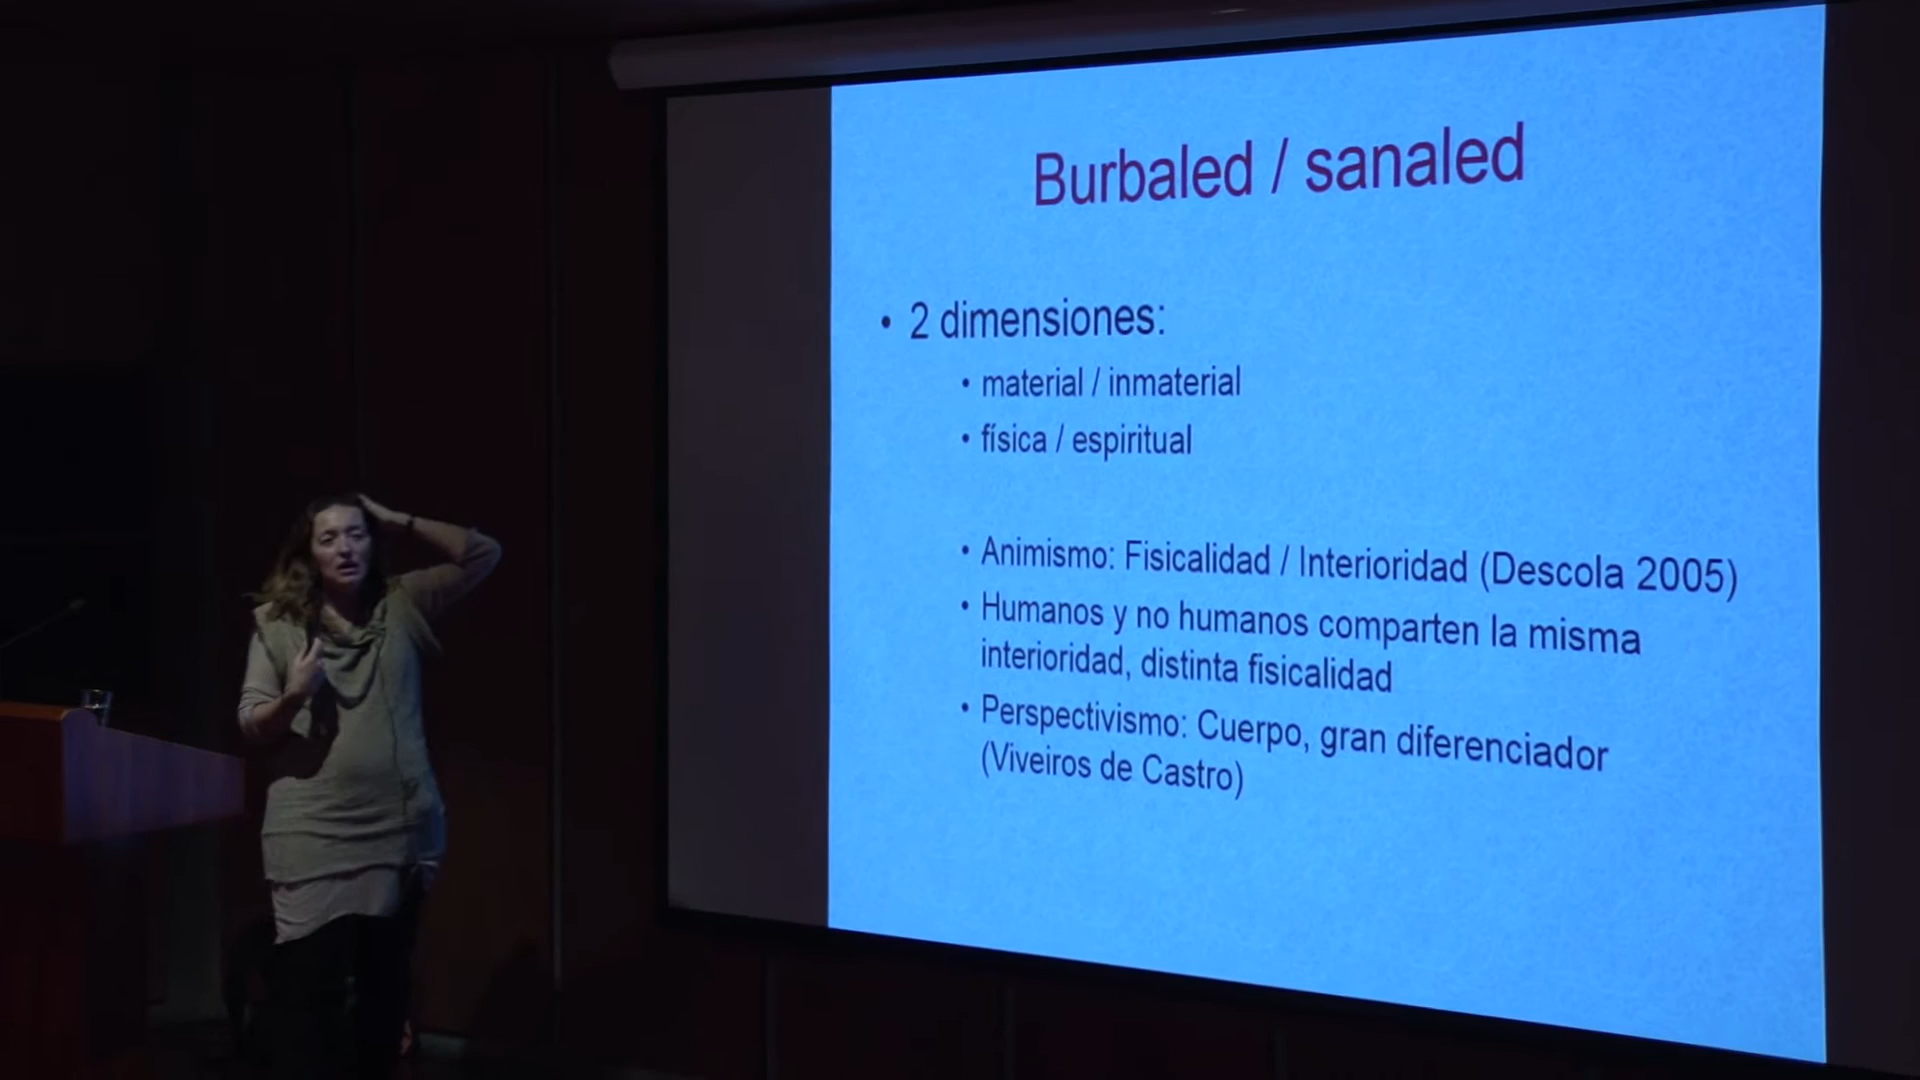 Burbaled / sanaled
• 2 dimensiones:
• material / inmaterial
• física / espiritual
• Animismo: Fisicalidad / Interioridad (Descola 2005)
• Humanos y no humanos comparten la misma
interioridad, distinta fisicalidad
• Perspectivismo: Cuerpo, gran diferenciador
(Viveiros de Castro)